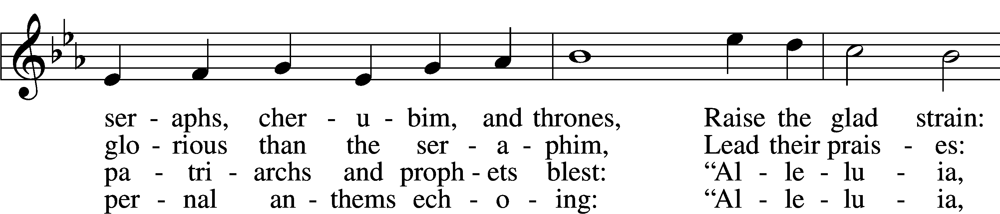 ser - aphs, cher - u - bim, and thrones, Raise the glad strain:
glo - rious than the ser - a - phim, Lead their prais - es:
pa - tri - archs and proph - ets blest: “Al - le - lu - ia,
per - nal an - thems ech - o - ing: “Al - le - lu - ia,